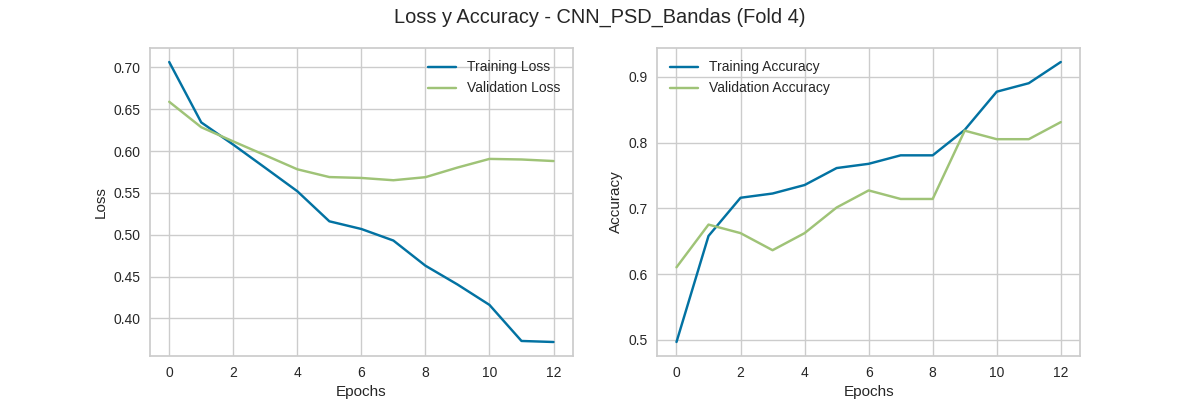 Loss y Accuracy - CNN_PSD_Bandas (Fold 4)
Training Loss
Validation Loss
0.70
0.65
0.60
0.55
0.50
0.45
0.40
Loss
0 2 4 6 8 10 12
Epochs
Training Accuracy
Validation Accuracy
0.9
0.8
0.7
0.6
0.5
Accuracy
0 2 4 6 8 10 12
Epochs